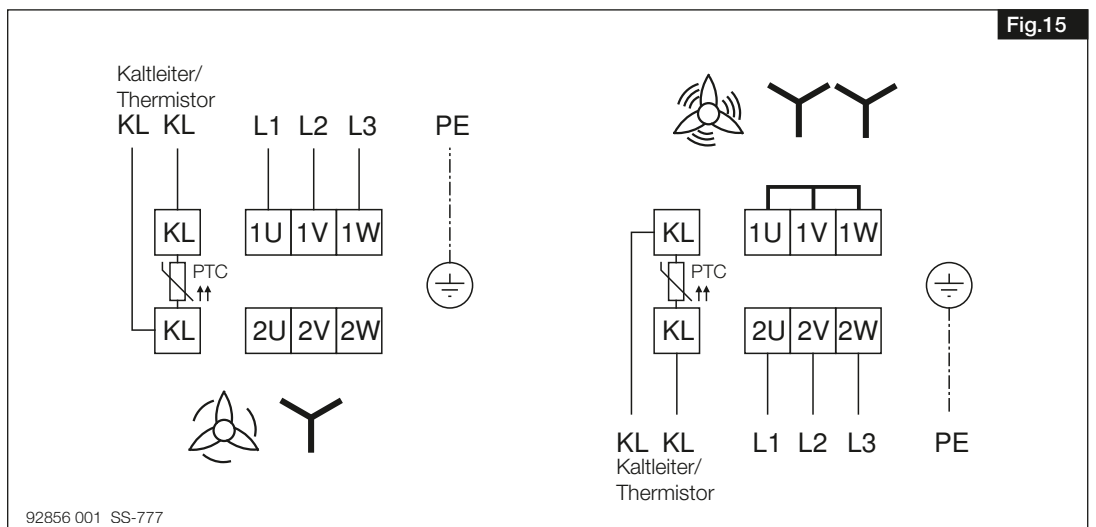 Fig.15
Kaltleiter/
Thermistor
KL KL L1 L2 L3 PE
KL 1U 1V 1W
PTC
KL 2U 2V 2W
KL 1U 1V 1W
PTC
KL 2U 2V 2W
KL KL L1 L2 L3 PE
Kaltleiter/
Thermistor
92856 001 SS-777